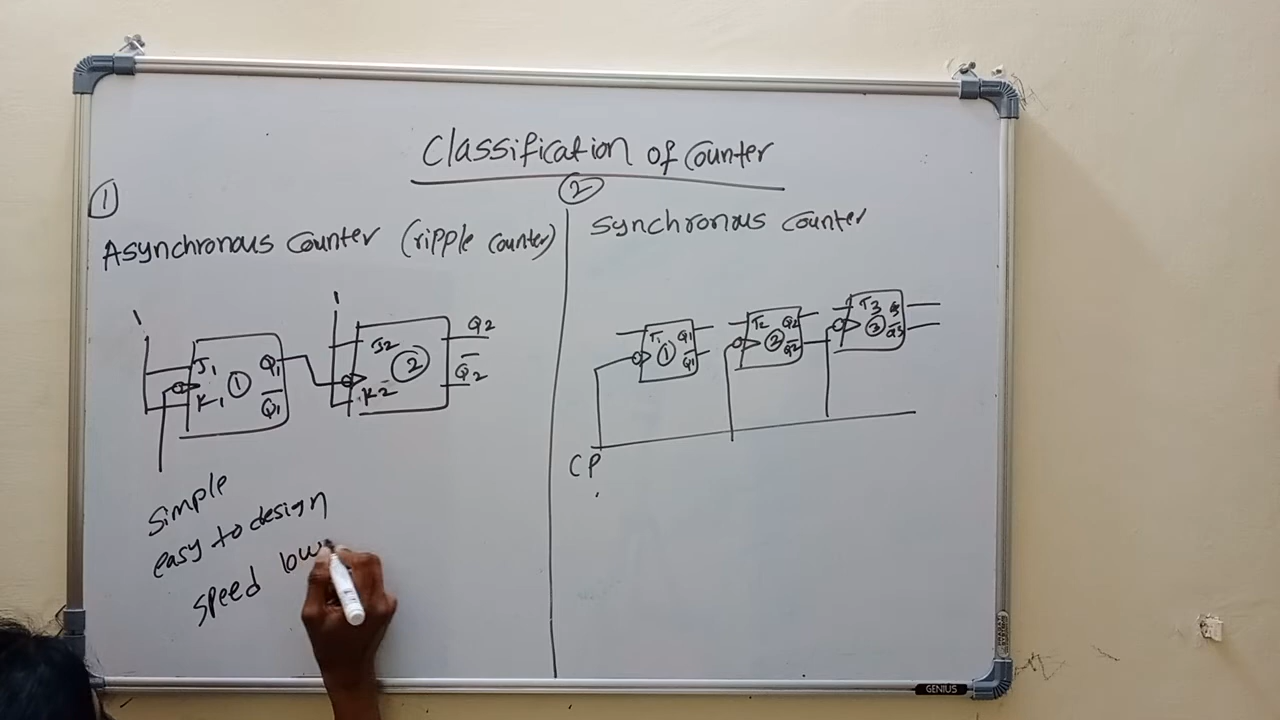 Classification of Counter
1
Asynchronous Counter (ripple counter)
J1
K1
1
Q1
Q̅1
J2
K2
2
Q2
Q̅2
simple
easy to design
speed low
2
Synchronous Counter
T1
1
Q1
Q̅1
T2
2
Q2
Q̅2
T3
3
Q̅3
CP
GENIUS